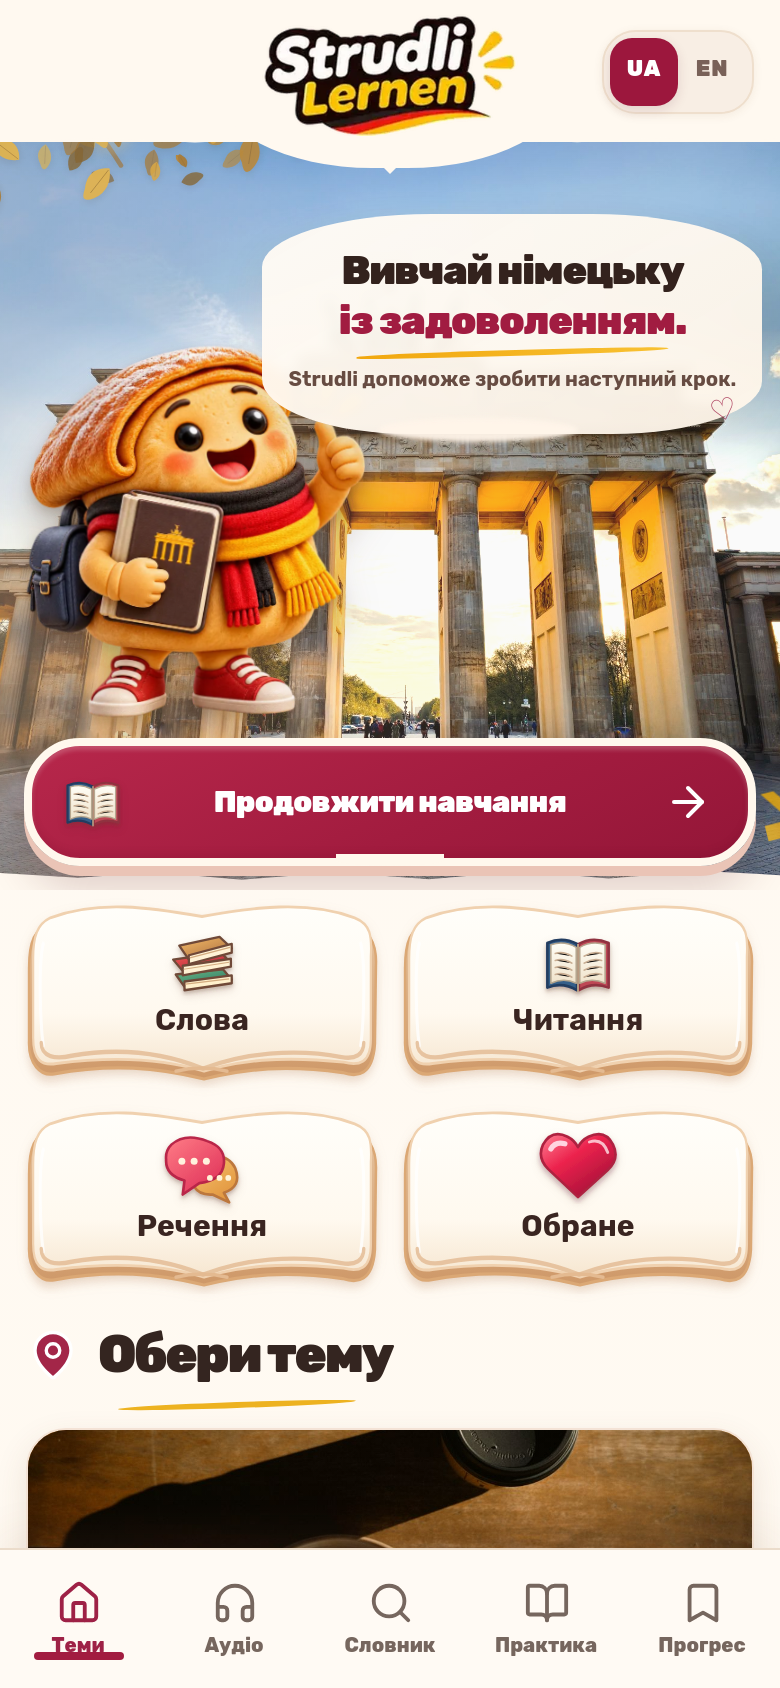 Strudli
Lernen
UA EN
Вивчай німецьку
із задоволенням.
Strudli допоможе зробити наступний крок.
Продовжити навчання
Слова
Читання
Речення
Обране
Обери тему
Теми
Аудіо
Словник
Практика
Прогрес